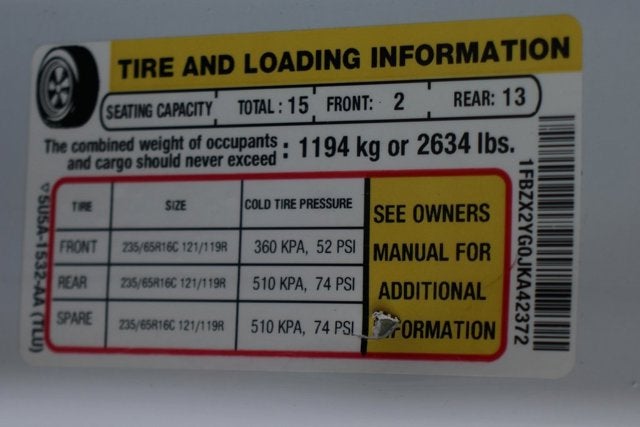 TIRE AND LOADING INFORMATION
SEATING CAPACITY TOTAL: 15 FRONT: 2 REAR: 13
The combined weight of occupants
and cargo should never exceed : 1194 kg or 2634 lbs.
TIRE SIZE COLD TIRE PRESSURE
FRONT 235/65R16C 121/119R 360 KPA, 52 PSI
REAR 235/65R16C 121/119R 510 KPA, 74 PSI
SPARE 235/65R16C 121/119R 510 KPA, 74 PSI
SEE OWNERS
MANUAL FOR
ADDITIONAL
FORMATION
5U5A-1532-AA (TLU)
1FBZX2YG0JKA42372